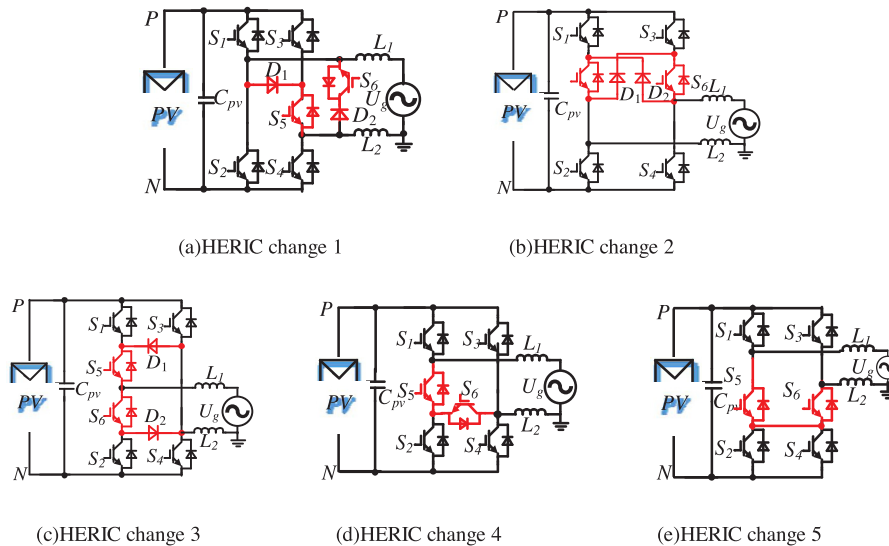 P
S1
S3
L1
D1
S6
Cpv
PV
S5
Ug
D2
L2
S2
S4
N
(a)HERIC change 1
P
S1
S3
S6
L1
Cpv
PV
D1
D2
Ug
L2
S2
S4
N
(b)HERIC change 2
P
S1
S3
D1
S5
Cpv
PV
L1
S6
D2
Ug
L2
S2
S4
N
(c)HERIC change 3
P
S1
S3
L1
S5
S6
Cpv
PV
Ug
L2
S2
S4
N
(d)HERIC change 4
P
S1
S3
L1
S5
S6
Ug
Cpv
PV
L2
S2
S4
N
(e)HERIC change 5